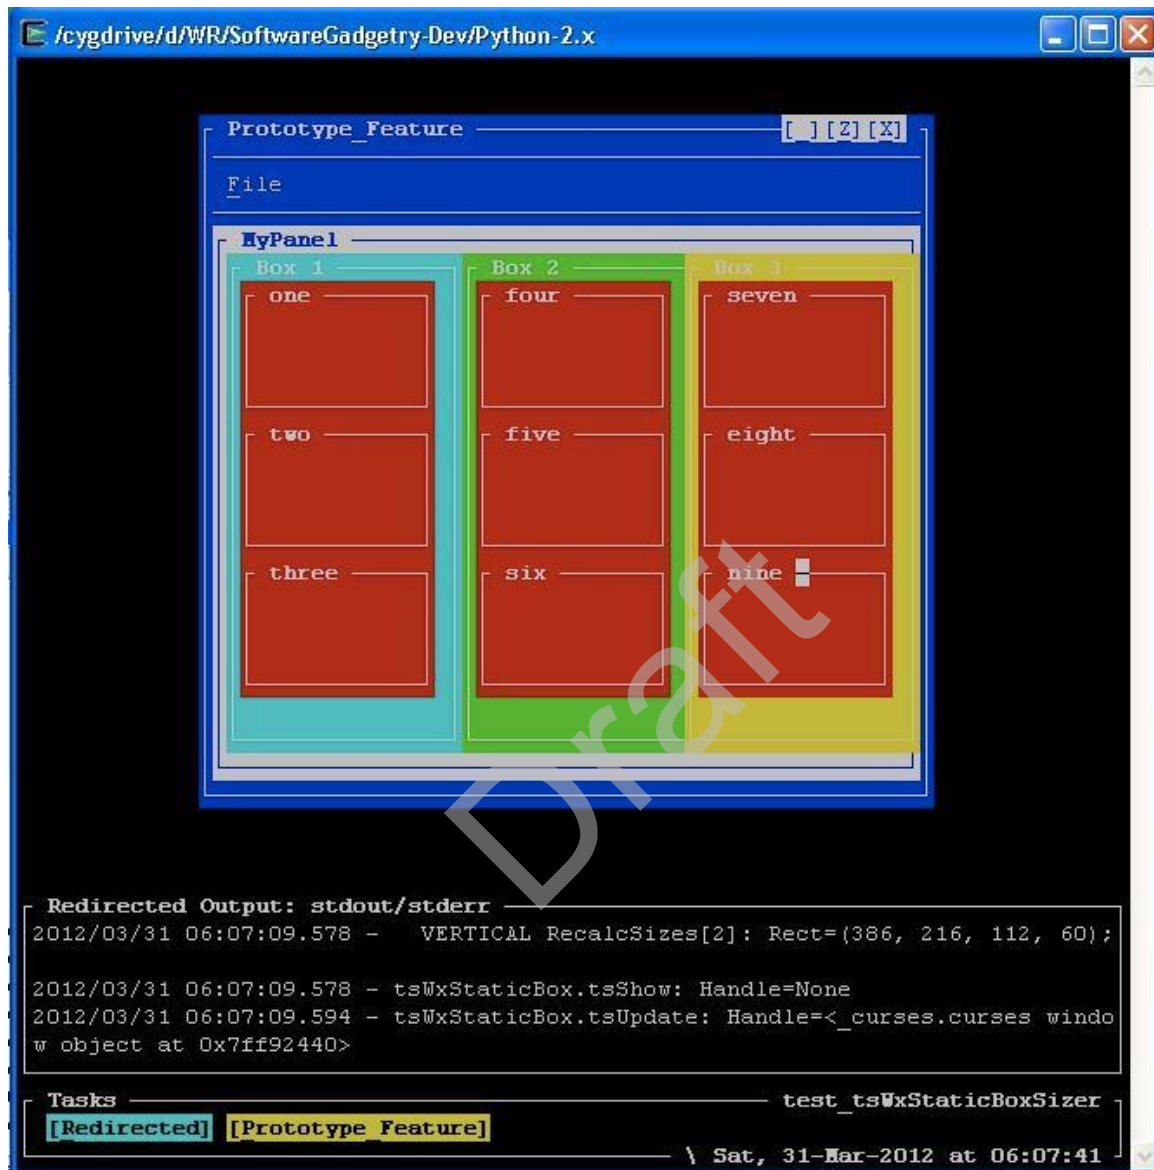 /cygdrive/d/WR/SoftwareGadgetry-Dev/Python-2.x
Prototype_Feature [_][Z][X]
File
MyPanel
Box 1 Box 2 Box 3
one four seven
two five eight
three six nine
Draft
Redirected Output: stdout/stderr
2012/03/31 06:07:09.578 -   VERTICAL RecalcSizes[2]: Rect=(386, 216, 112, 60);
2012/03/31 06:07:09.578 - tsWxStaticBox.tsShow: Handle=None
2012/03/31 06:07:09.594 - tsWxStaticBox.tsUpdate: Handle=<_curses.curses windo
w object at 0x7ff92440>
Tasks test_tsWxStaticBoxSizer
[Redirected] [Prototype_Feature]
\ Sat, 31-Mar-2012 at 06:07:41